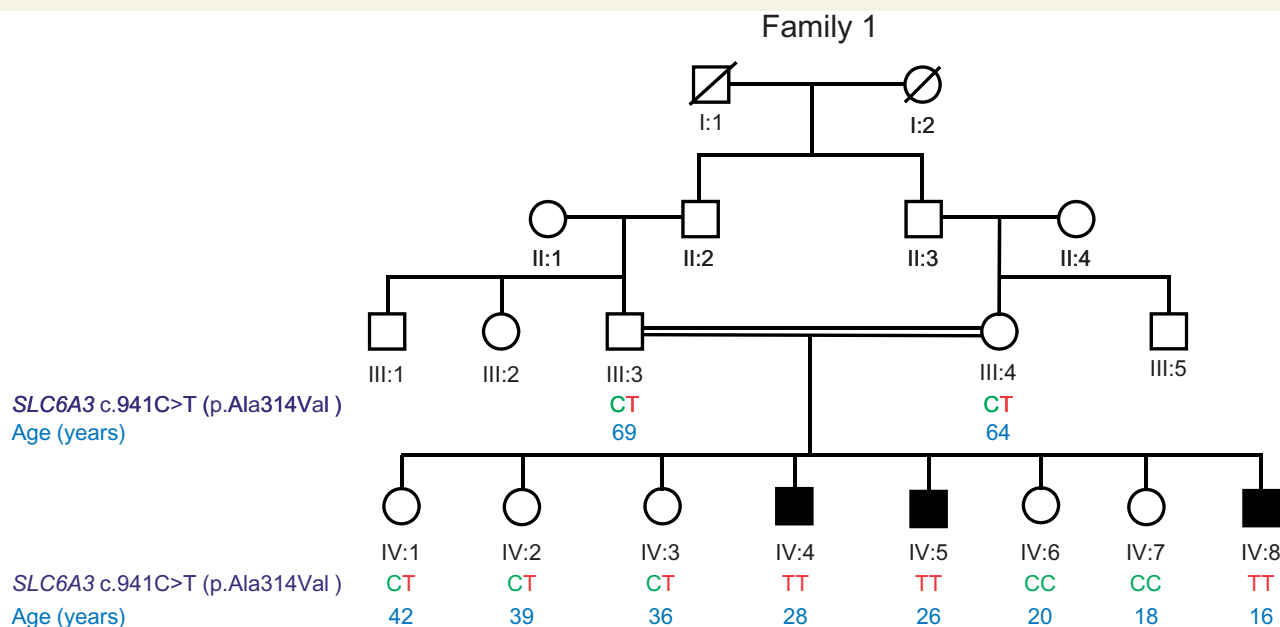 Family 1
I:1 I:2
II:1 II:2 II:3 II:4
III:1 III:2 III:3 III:4 III:5
SLC6A3 c.941C>T (p.Ala314Val ) CT CT
Age (years) 69 64
IV:1 IV:2 IV:3 IV:4 IV:5 IV:6 IV:7 IV:8
SLC6A3 c.941C>T (p.Ala314Val ) CT CT CT TT TT CC CC TT
Age (years) 42 39 36 28 26 20 18 16